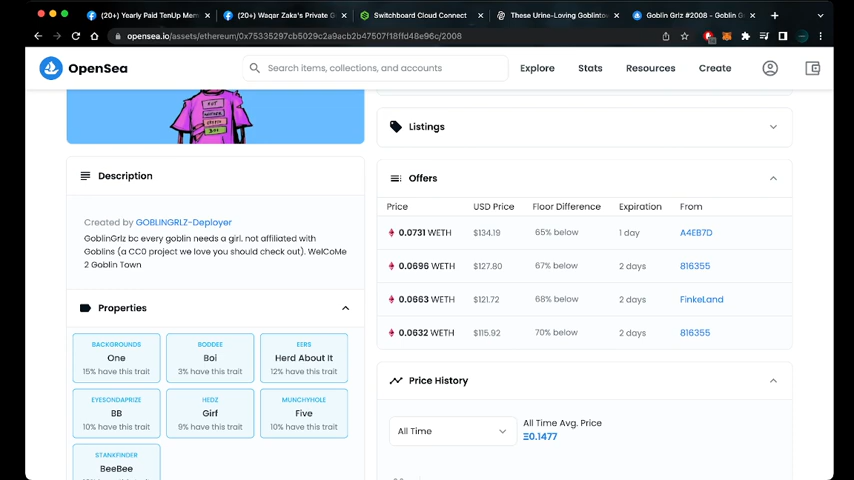 (20+) Yearly Paid TenUp Mem
(20+) Waqar Zaka's Private G
Switchboard Cloud Connect
These Urine-Loving Goblintow
Goblin Grlz #2008 - Goblin G
opensea.io/assets/ethereum/0x75335297cb5029c2a9acb2b47507f18ffd48e96c/2008
OpenSea
Search items, collections, and accounts
Explore
Stats
Resources
Create
Listings
Description
Created by GOBLINGRLZ-Deployer
GoblinGrlz bc every goblin needs a girl. not affiliated with
Goblins (a CC0 project we love you should check out). WelCoMe
2 Goblin Town
Properties
BACKGROUNDS
One
15% have this trait
BODDEE
Boi
3% have this trait
EERS
Herd About It
12% have this trait
EYESONDAPRIZE
BB
10% have this trait
HEDZ
Girf
9% have this trait
MUNCHYHOLE
Five
10% have this trait
STANKFINDER
BeeBee
Offers
Price USD Price Floor Difference Expiration From
0.0731 WETH $134.19 65% below 1 day A4EB7D
0.0696 WETH $127.80 67% below 2 days 816355
0.0663 WETH $121.72 68% below 2 days FinkeLand
0.0632 WETH $115.92 70% below 2 days 816355
Price History
All Time
All Time Avg. Price
Ξ0.1477